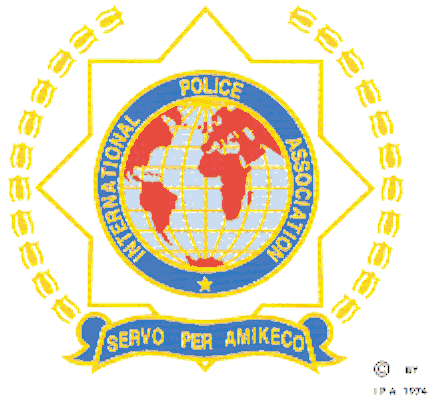 INTERNATIONAL POLICE ASSOCIATION
SERVO PER AMIKECO
© BY
I P A 1974